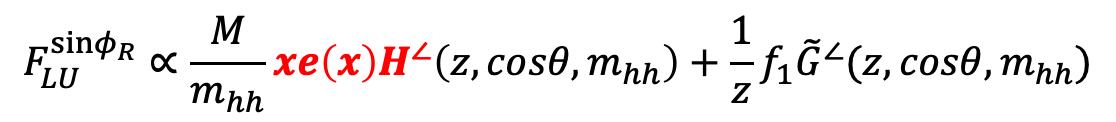 F_{LU}^{sinϕ_R} ∝ \frac{M}{m_{hh}} xe(x)H^∠(z, cosθ, m_{hh}) + \frac{1}{z} f_1 \tilde{G}^∠(z, cosθ, m_{hh})